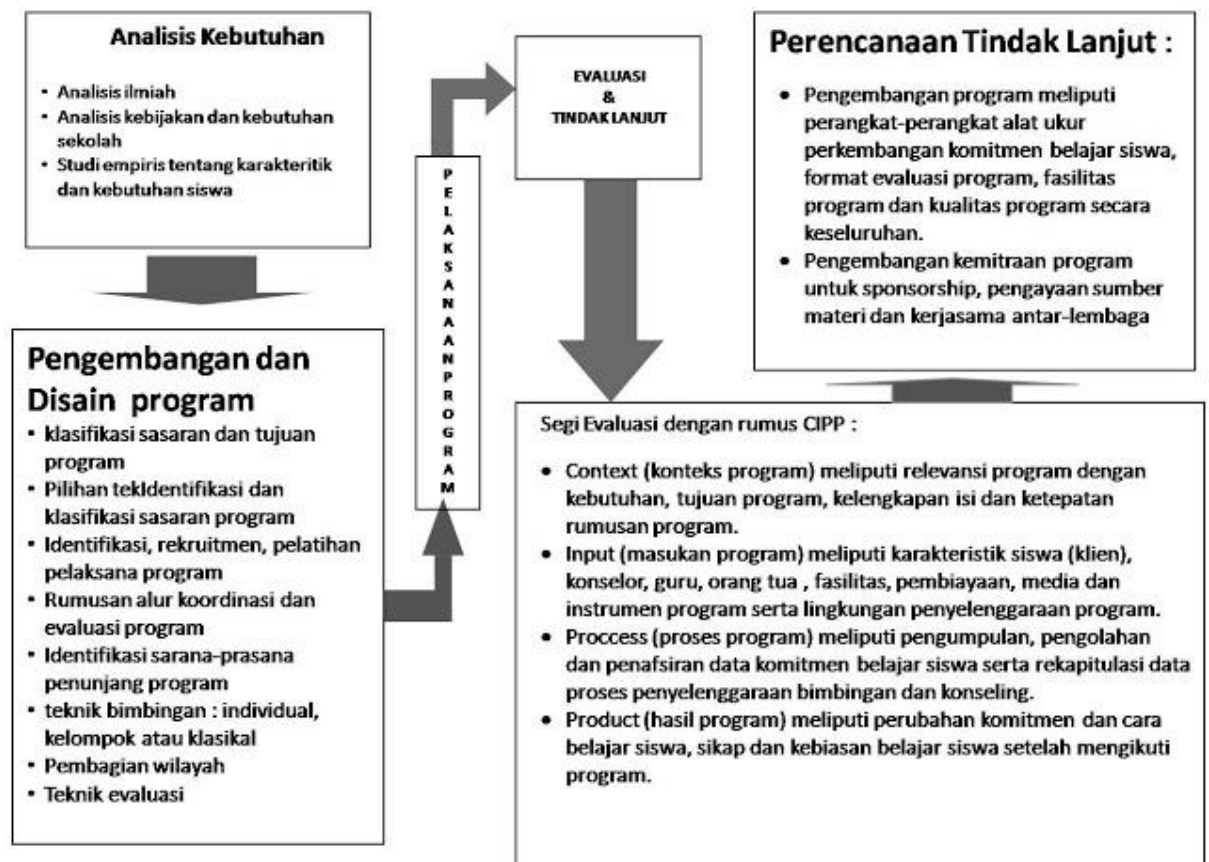 Analisis Kebutuhan
• Analisis ilmiah
• Analisis kebijakan dan kebutuhan
sekolah
• Studi empiris tentang karakteritik
dan kebutuhan siswa
Pengembangan dan
Disain program
• klasifikasi sasaran dan tujuan
program
• Pilihan tekIdentifikasi dan
klasifikasi sasaran program
• Identifikasi, rekruitmen, pelatihan
pelaksana program
• Rumusan alur koordinasi dan
evaluasi program
• Identifikasi sarana-prasana
penunjang program
• teknik bimbingan : individual,
kelompok atau klasikal
• Pembagian wilayah
• Teknik evaluasi
P
E
L
A
K
S
A
N
A
A
N
P
R
O
G
R
A
M
EVALUASI
&
TINDAK LANJUT
Segi Evaluasi dengan rumus CIPP :
• Context (konteks program) meliputi relevansi program dengan
kebutuhan, tujuan program, kelengkapan isi dan ketepatan
rumusan program.
• Input (masukan program) meliputi karakteristik siswa (klien),
konselor, guru, orang tua , fasilitas, pembiayaan, media dan
instrumen program serta lingkungan penyelenggaraan program.
• Proccess (proses program) meliputi pengumpulan, pengolahan
dan penafsiran data komitmen belajar siswa serta rekapitulasi data
proses penyelenggaraan bimbingan dan konseling.
• Product (hasil program) meliputi perubahan komitmen dan cara
belajar siswa, sikap dan kebiasan belajar siswa setelah mengikuti
program.
Perencanaan Tindak Lanjut :
• Pengembangan program meliputi
perangkat-perangkat alat ukur
perkembangan komitmen belajar siswa,
format evaluasi program, fasilitas
program dan kualitas program secara
keseluruhan.
• Pengembangan kemitraan program
untuk sponsorship, pengayaan sumber
materi dan kerjasama antar-lembaga